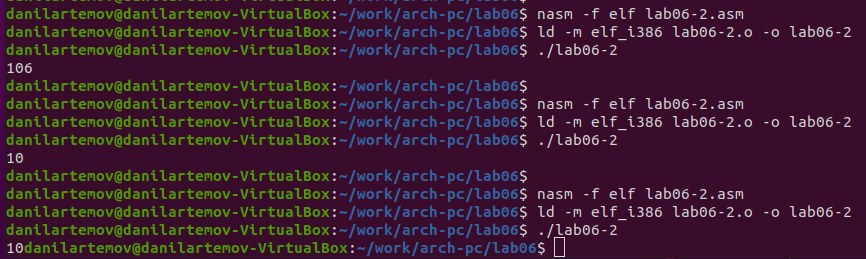 danilartemov@danilartemov-VirtualBox:~/work/arch-pc/lab06$ nasm -f elf lab06-2.asm
danilartemov@danilartemov-VirtualBox:~/work/arch-pc/lab06$ ld -m elf_i386 lab06-2.o -o lab06-2
danilartemov@danilartemov-VirtualBox:~/work/arch-pc/lab06$ ./lab06-2
106
danilartemov@danilartemov-VirtualBox:~/work/arch-pc/lab06$
danilartemov@danilartemov-VirtualBox:~/work/arch-pc/lab06$ nasm -f elf lab06-2.asm
danilartemov@danilartemov-VirtualBox:~/work/arch-pc/lab06$ ld -m elf_i386 lab06-2.o -o lab06-2
danilartemov@danilartemov-VirtualBox:~/work/arch-pc/lab06$ ./lab06-2
10
danilartemov@danilartemov-VirtualBox:~/work/arch-pc/lab06$
danilartemov@danilartemov-VirtualBox:~/work/arch-pc/lab06$ nasm -f elf lab06-2.asm
danilartemov@danilartemov-VirtualBox:~/work/arch-pc/lab06$ ld -m elf_i386 lab06-2.o -o lab06-2
danilartemov@danilartemov-VirtualBox:~/work/arch-pc/lab06$ ./lab06-2
10danilartemov@danilartemov-VirtualBox:~/work/arch-pc/lab06$